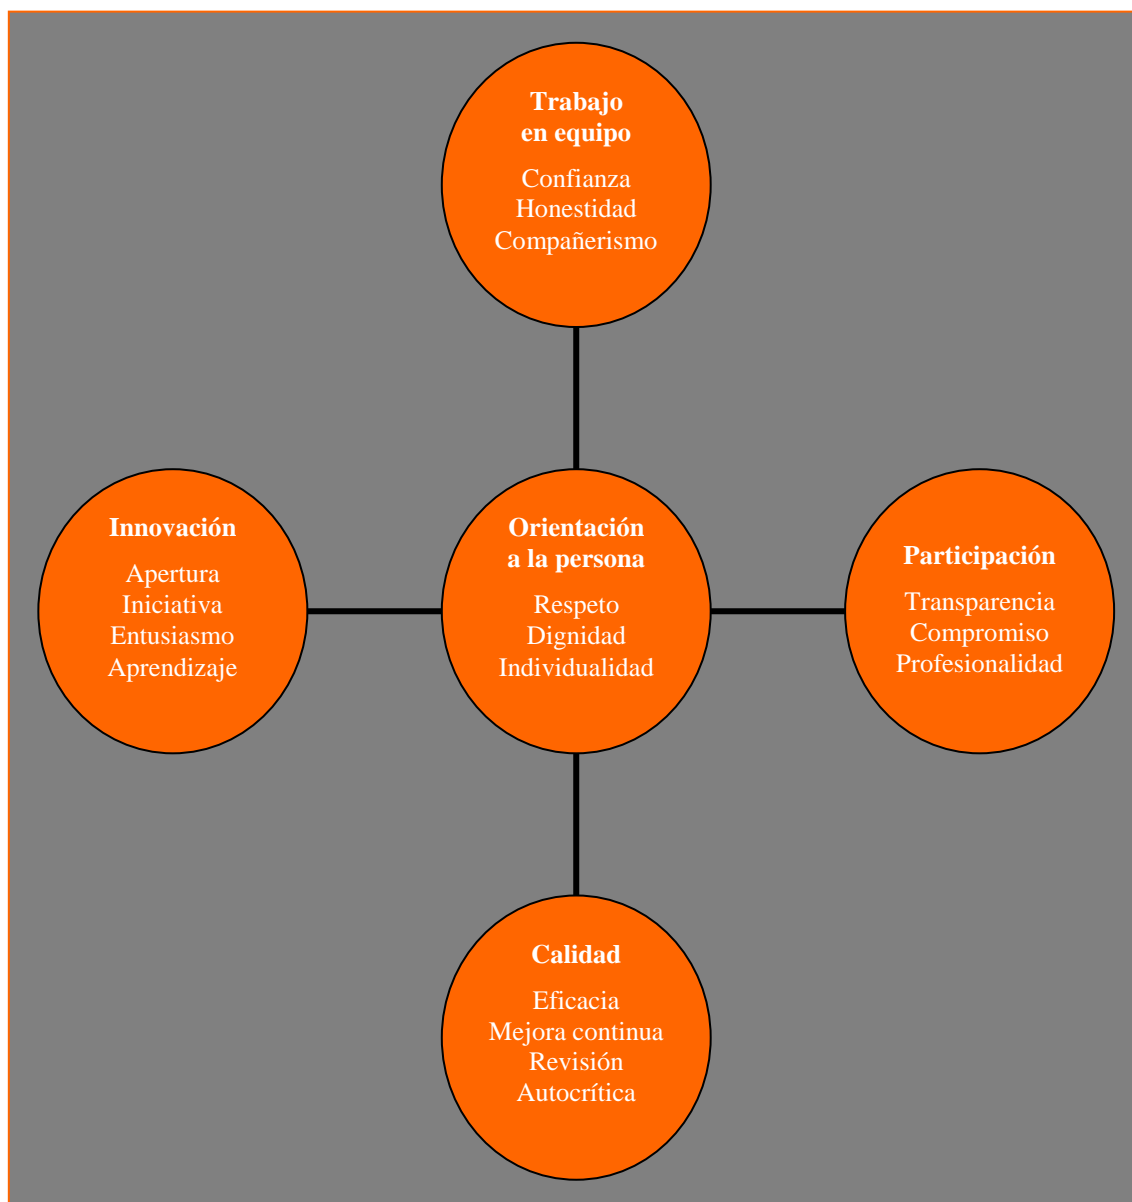 Trabajo
en equipo
Confianza
Honestidad
Compañerismo
Innovación
Apertura
Iniciativa
Entusiasmo
Aprendizaje
Orientación
a la persona
Respeto
Dignidad
Individualidad
Participación
Transparencia
Compromiso
Profesionalidad
Calidad
Eficacia
Mejora continua
Revisión
Autocrítica